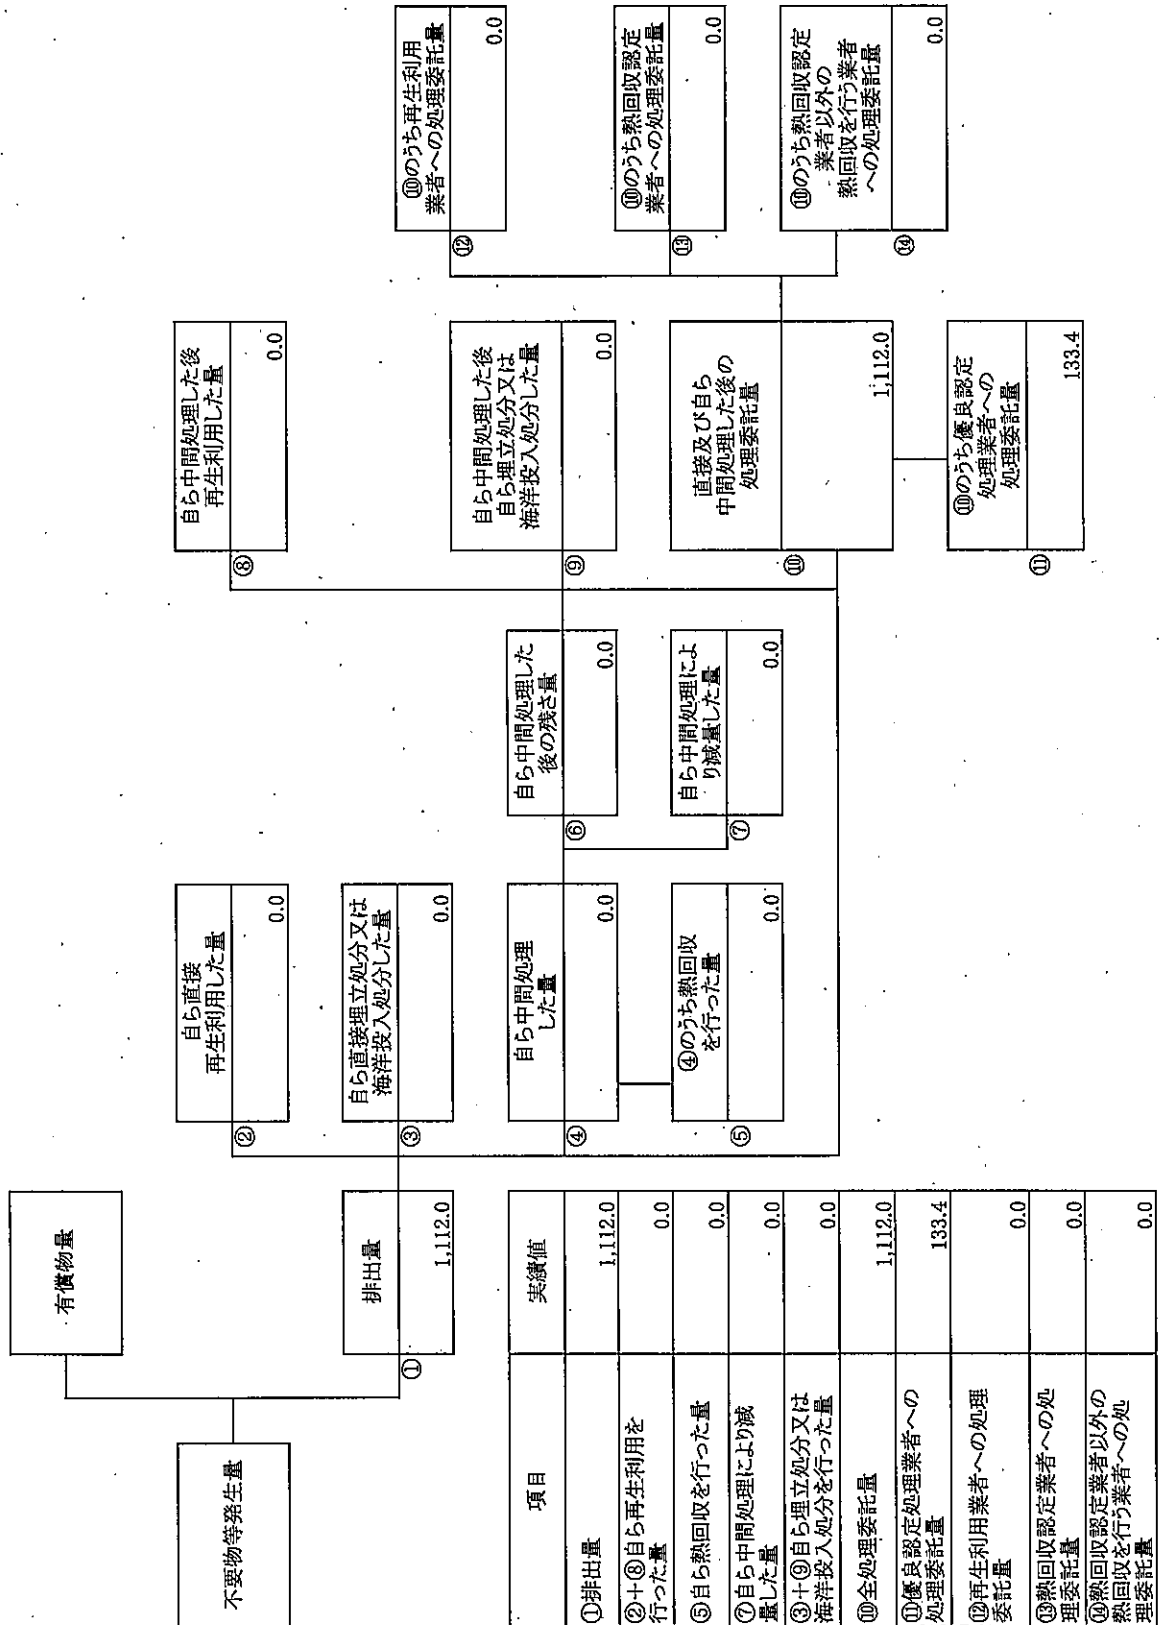 不要物等発生量
有償物量
①
排出量
1,112.0
②
自ら直接
再生利用した量
0.0
③
自ら直接埋立処分又は
海洋投入処分した量
0.0
④
自ら中間処理
した量
0.0
⑤
④のうち熱回収
を行った量
0.0
⑥
自ら中間処理した
後の残さ量
0.0
⑦
自ら中間処理によ
り減量した量
0.0
⑧
自ら中間処理した後
再生利用した量
0.0
⑨
自ら中間処理した後
自ら埋立処分又は
海洋投入処分した量
0.0
⑩
直接及び自ら
中間処理した後の
処理委託量
1,112.0
⑪
⑩のうち優良認定
処理業者への
処理委託量
133.4
⑫
⑩のうち再生利用
業者への処理委託量
0.0
⑬
⑩のうち熱回収認定
業者への処理委託量
0.0
⑭
⑩のうち熱回収認定
業者以外の
熱回収を行う業者
への処理委託量
0.0
項目 実績値
①排出量 1,112.0
②+⑧自ら再生利用を
行った量 0.0
⑤自ら熱回収を行った量 0.0
⑦自ら中間処理により減
量した量 0.0
③+⑨自ら埋立処分又は
海洋投入処分を行った量 0.0
⑩全処理委託量 1,112.0
⑪優良認定処理業者への
処理委託量 133.4
⑫再生利用業者への処理
委託量 0.0
⑬熱回収認定業者への処
理委託量 0.0
⑭熱回収認定業者以外の
熱回収を行う業者への処
理委託量 0.0